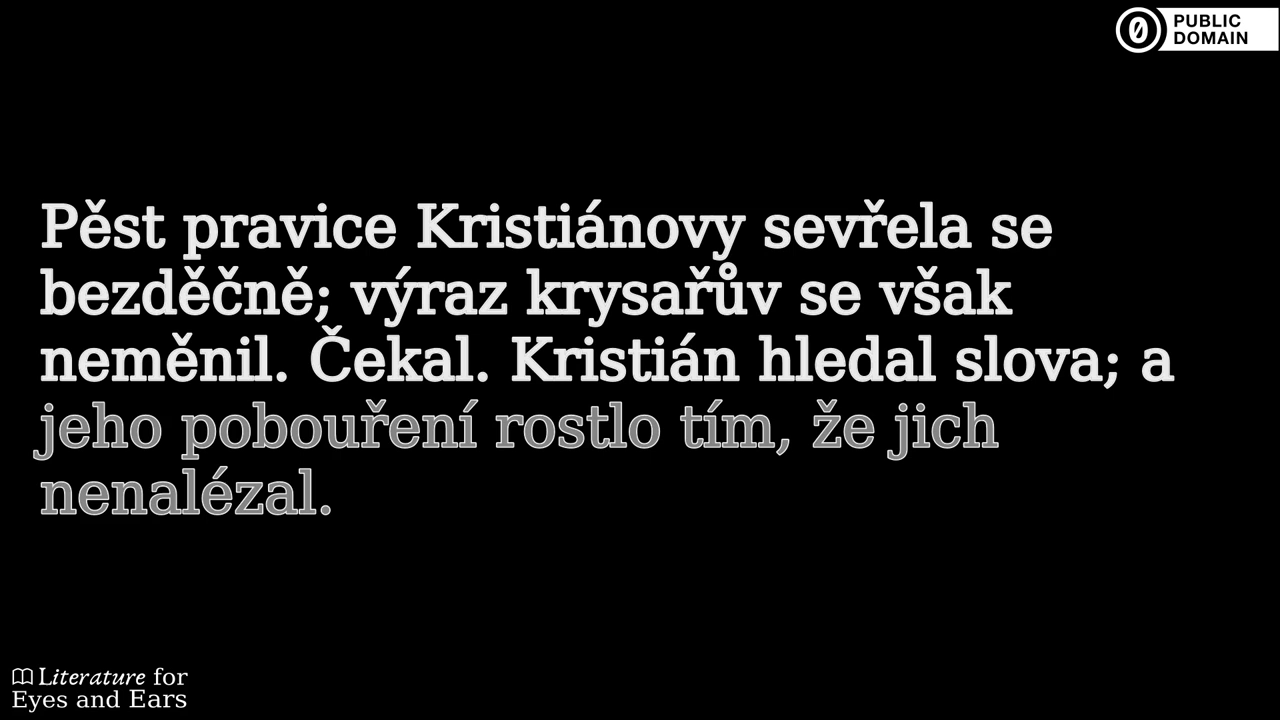 PUBLIC
DOMAIN
Pěst pravice Kristiánovy sevřela se
bezděčně; výraz krysařův se však
neměnil. Čekal. Kristián hledal slova; a
jeho pobouření rostlo tím, že jich
nenalézal.
Literature for
Eyes and Ears